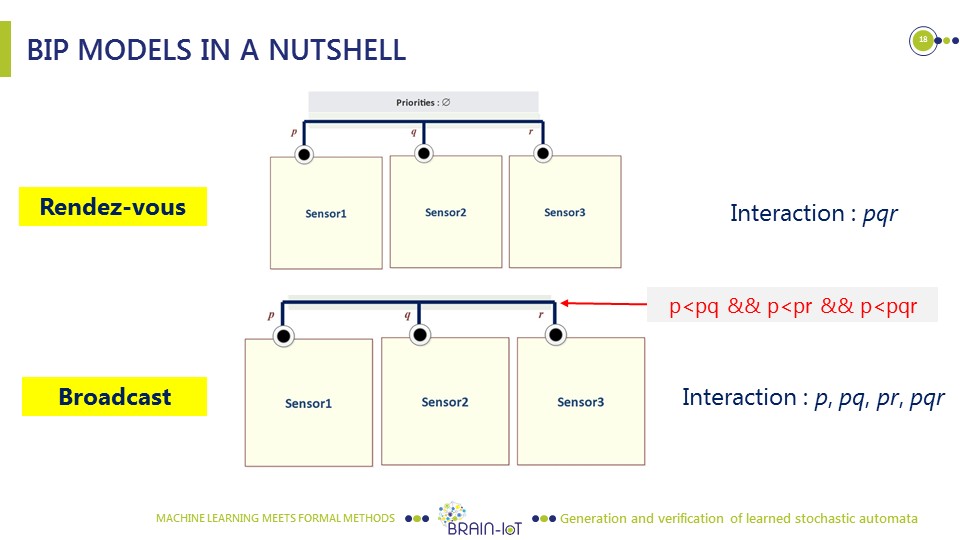 BIP MODELS IN A NUTSHELL
18
Priorities : ∅
p q r
Sensor1 Sensor2 Sensor3
Rendez-vous
Interaction : pqr
p<pq && p<pr && p<pqr
p q r
Sensor1 Sensor2 Sensor3
Broadcast
Interaction : p, pq, pr, pqr
MACHINE LEARNING MEETS FORMAL METHODS
BRAIN-IoT
Generation and verification of learned stochastic automata